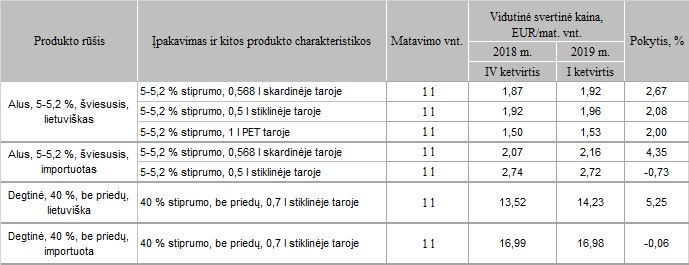 Produkto rūšis Įpakavimas ir kitos produkto charakteristikos Matavimo vnt. Vidutinė svertinė kaina, EUR/mat. vnt. Pokytis, %
2018 m. 2019 m.
IV ketvirtis I ketvirtis
Alus, 5-5,2 %, šviesusis, lietuviškas
5-5,2 % stiprumo, 0,568 l skardinėje taroje 1 l 1,87 1,92 2,67
5-5,2 % stiprumo, 0,5 l stiklinėje taroje 1 l 1,92 1,96 2,08
5-5,2 % stiprumo, 1 l PET taroje 1 l 1,50 1,53 2,00
Alus, 5-5,2 %, šviesusis, importuotas
5-5,2 % stiprumo, 0,568 l skardinėje taroje 1 l 2,07 2,16 4,35
5-5,2 % stiprumo, 0,5 l stiklinėje taroje 1 l 2,74 2,72 -0,73
Degtinė, 40 %, be priedų, lietuviška
40 % stiprumo, be priedų, 0,7 l stiklinėje taroje 1 l 13,52 14,23 5,25
Degtinė, 40 %, be priedų, importuota
40 % stiprumo, be priedų, 0,7 l stiklinėje taroje 1 l 16,99 16,98 -0,06